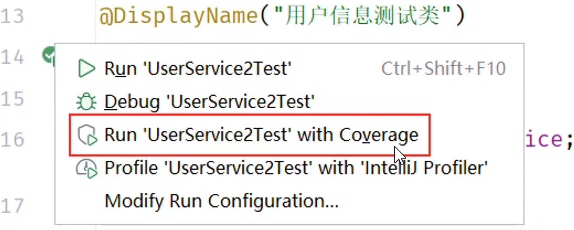 13 @DisplayName("用户信息测试类")
14
Run 'UserService2Test' Ctrl+Shift+F10
15
Debug 'UserService2Test'
16 Run 'UserService2Test' with Coverage ice;
Profile 'UserService2Test' with 'IntelliJ Profiler'
17
Modify Run Configuration...